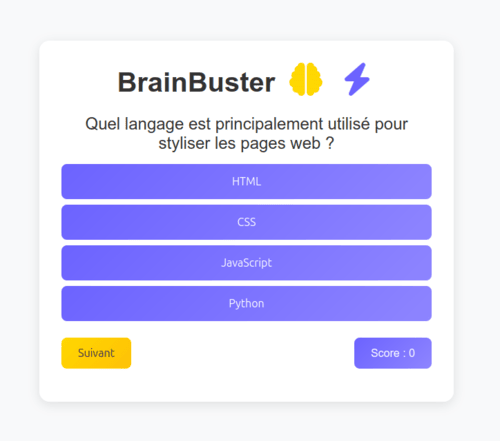 BrainBuster
Quel langage est principalement utilisé pour
styliser les pages web ?
HTML
CSS
JavaScript
Python
Suivant
Score : 0